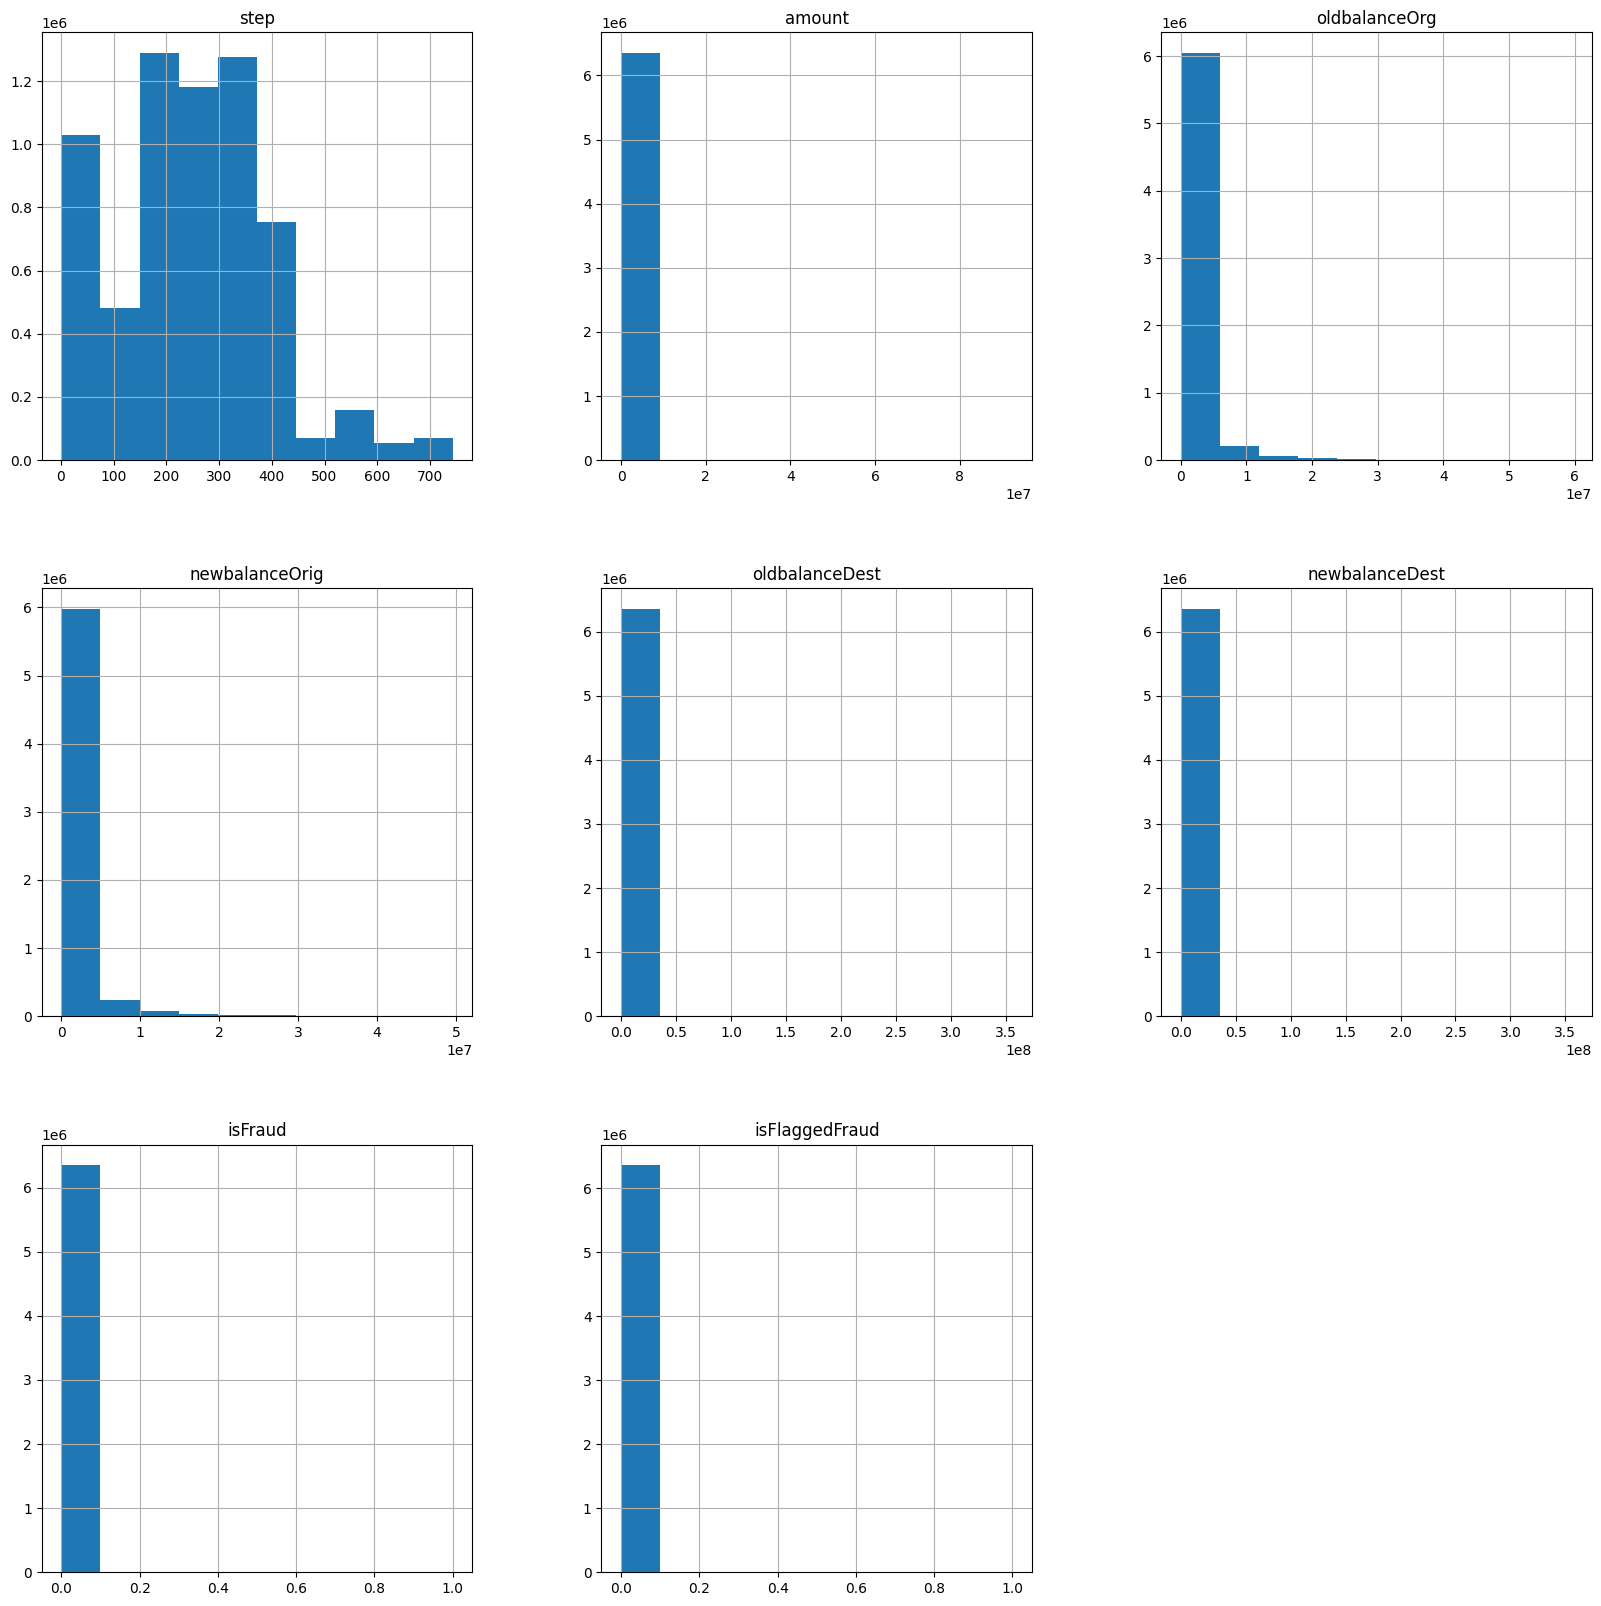 step
1e6
1.2
1.0
0.8
0.6
0.4
0.2
0.0
0 100 200 300 400 500 600 700
amount
1e6
6
5
4
3
2
1
0
0 2 4 6 8
1e7
oldbalanceOrg
1e6
6
5
4
3
2
1
0
0 1 2 3 4 5 6
1e7
newbalanceOrig
1e6
6
5
4
3
2
1
0
0 1 2 3 4 5
1e7
oldbalanceDest
1e6
6
5
4
3
2
1
0
0.0 0.5 1.0 1.5 2.0 2.5 3.0 3.5
1e8
newbalanceDest
1e6
6
5
4
3
2
1
0
0.0 0.5 1.0 1.5 2.0 2.5 3.0 3.5
1e8
isFraud
1e6
6
5
4
3
2
1
0
0.0 0.2 0.4 0.6 0.8 1.0
isFlaggedFraud
1e6
6
5
4
3
2
1
0
0.0 0.2 0.4 0.6 0.8 1.0